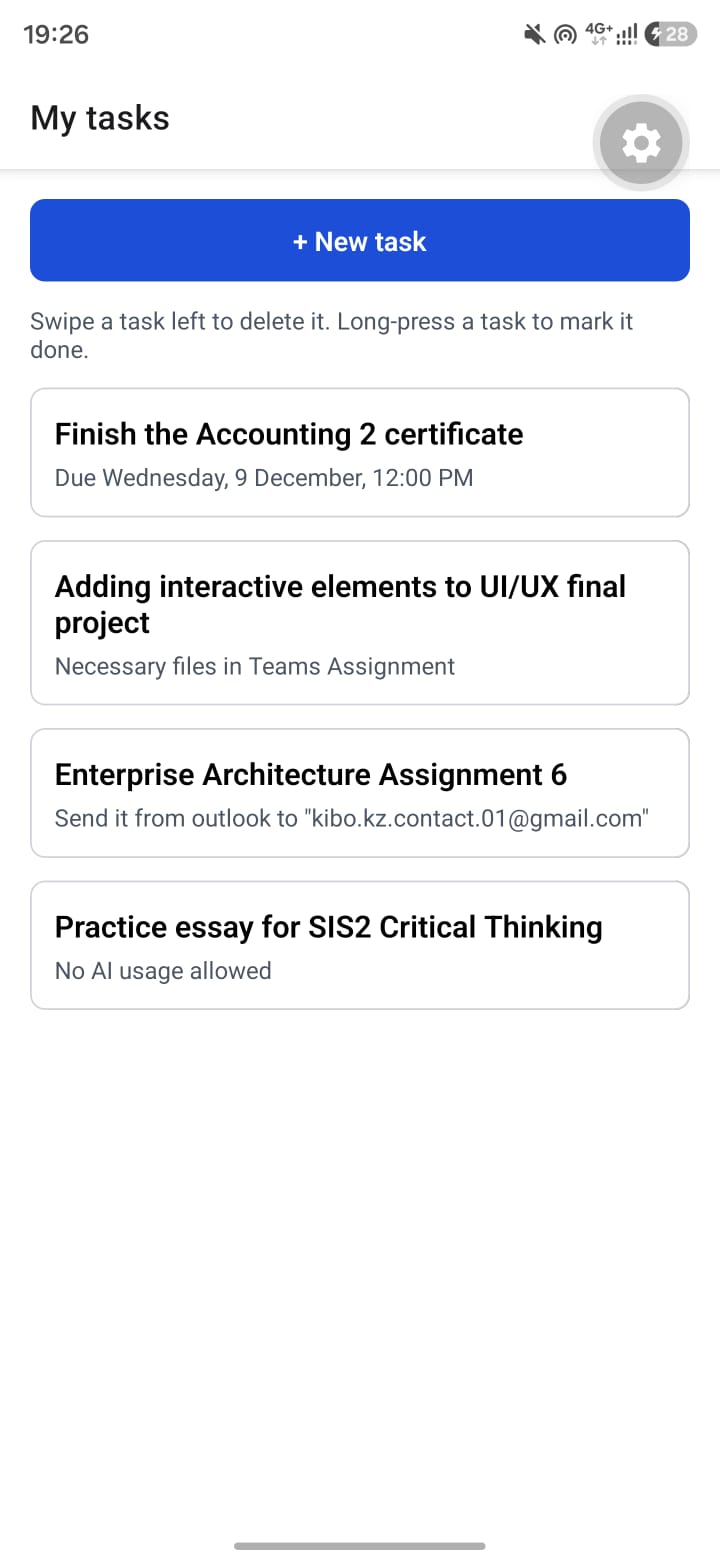 19:26
4G+
28
My tasks
+ New task
Swipe a task left to delete it. Long-press a task to mark it
done.
Finish the Accounting 2 certificate
Due Wednesday, 9 December, 12:00 PM
Adding interactive elements to UI/UX final
project
Necessary files in Teams Assignment
Enterprise Architecture Assignment 6
Send it from outlook to "kibo.kz.contact.01@gmail.com"
Practice essay for SIS2 Critical Thinking
No AI usage allowed